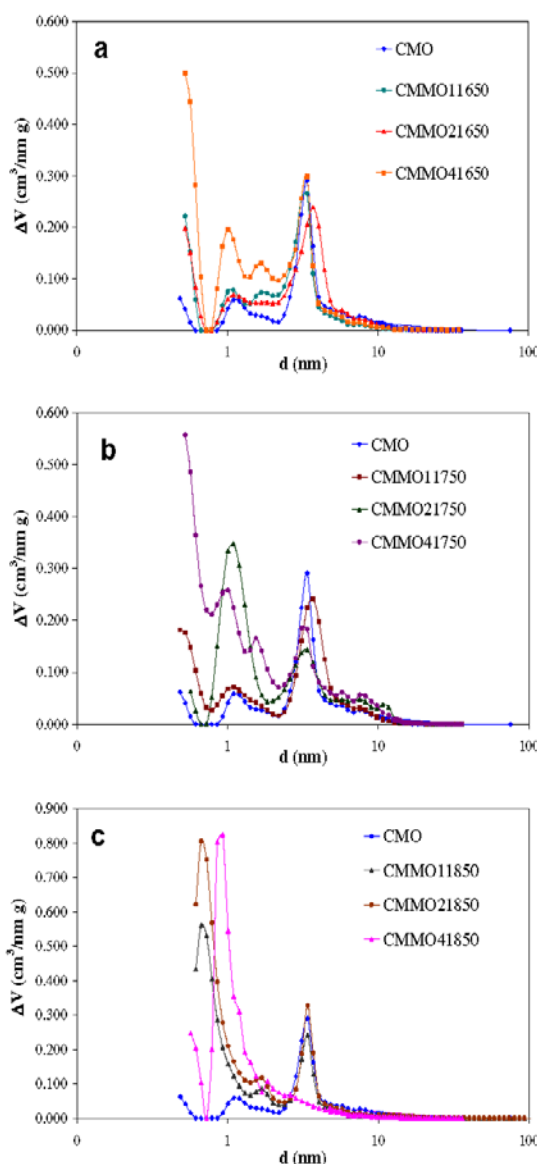 a
CMO
CMMO11650
CMMO21650
CMMO41650
0.600
0.500
0.400
0.300
0.200
0.100
0.000
ΔV (cm³/nm g)
0
1
10
100
d (nm)
b
CMO
CMMO11750
CMMO21750
CMMO41750
0.600
0.500
0.400
0.300
0.200
0.100
0.000
ΔV (cm³/nm g)
0
1
10
100
d (nm)
c
CMO
CMMO11850
CMMO21850
CMMO41850
0.900
0.800
0.700
0.600
0.500
0.400
0.300
0.200
0.100
0.000
ΔV (cm³/nm g)
0
1
10
100
d (nm)